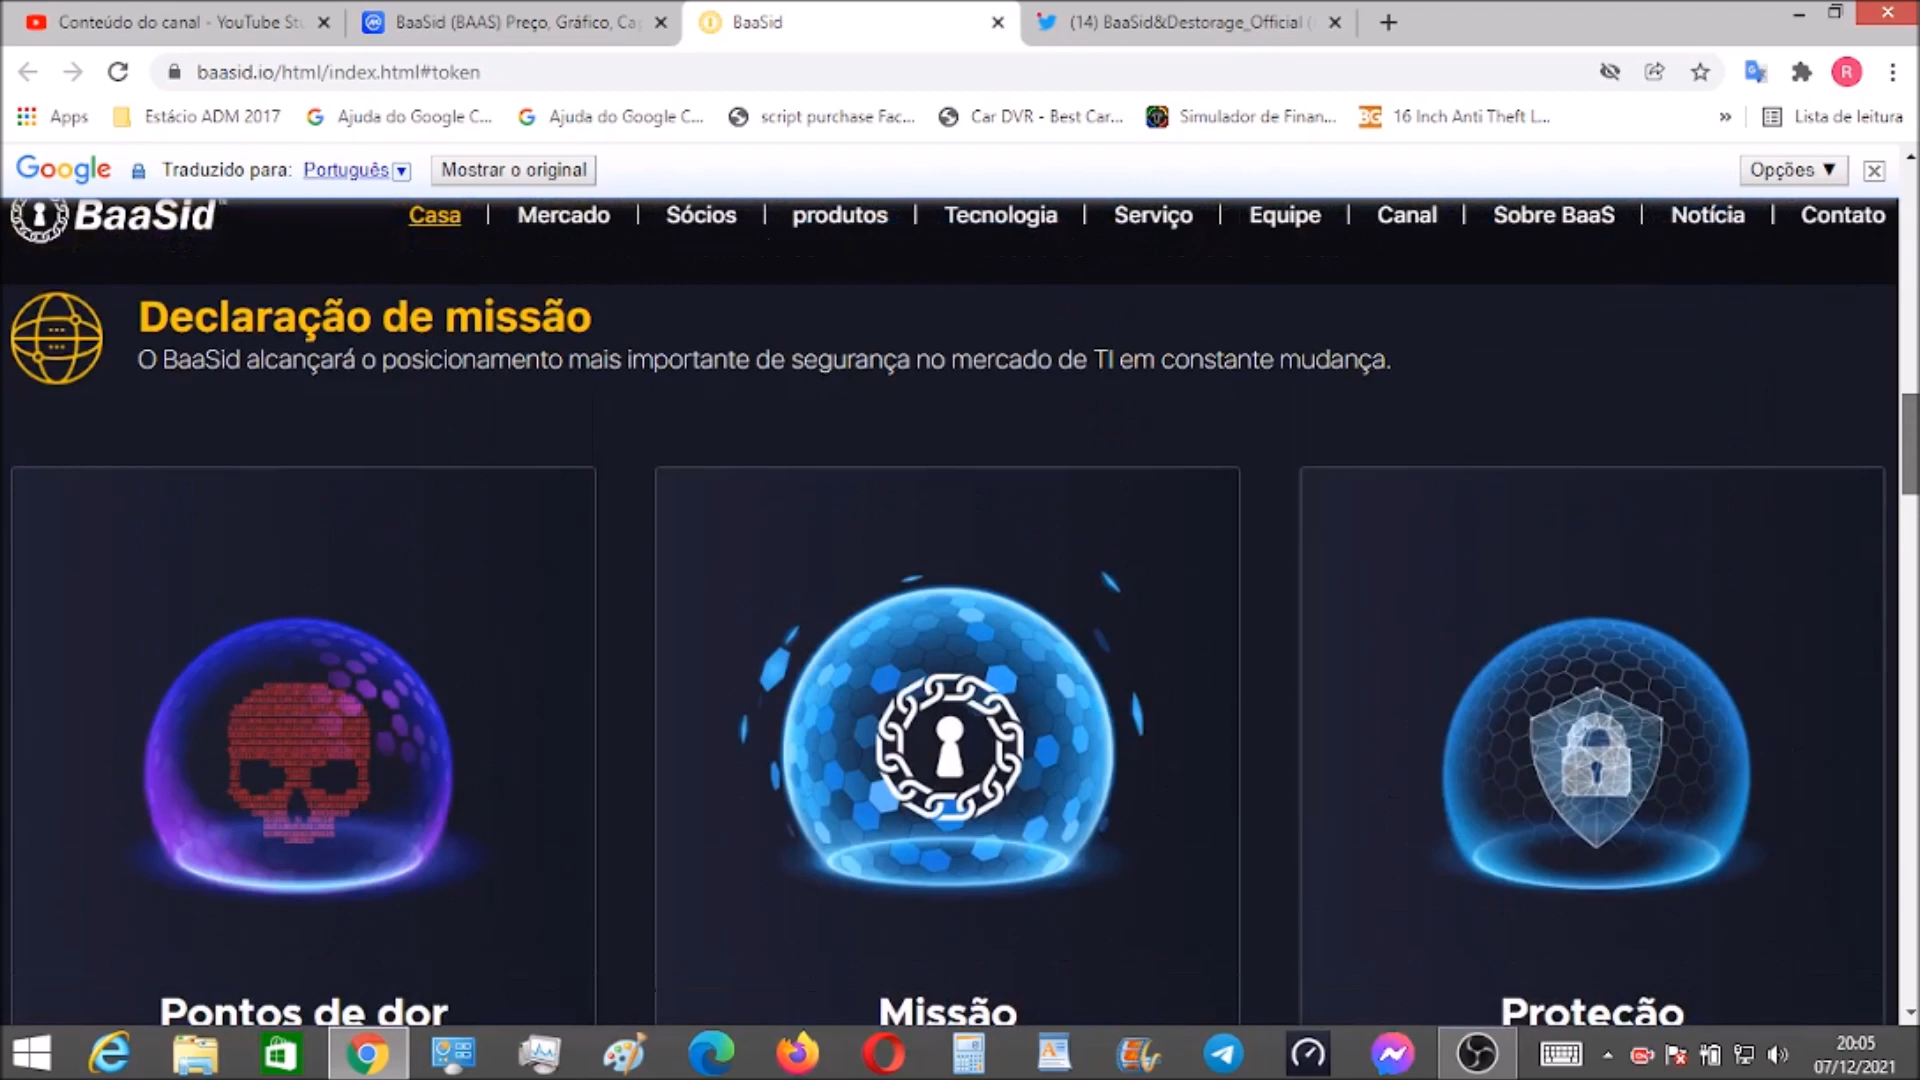 Conteúdo do canal - YouTube Stu
BaaSid (BAAS) Preço, Gráfico, Ca
BaaSid
(14) BaaSid&Destorage_Official (
baasid.io/html/index.html#token
R
Apps
Estácio ADM 2017
Ajuda do Google C...
Ajuda do Google C...
script purchase Fac...
Car DVR - Best Car...
Simulador de Finan...
16 Inch Anti Theft L...
»
Lista de leitura
Google
Traduzido para:
Português
Mostrar o original
Opções ▼
BaaSid
Casa | Mercado | Sócios | produtos | Tecnologia | Serviço | Equipe | Canal | Sobre BaaS | Notícia | Contato
Declaração de missão
O BaaSid alcançará o posicionamento mais importante de segurança no mercado de TI em constante mudança.
Pontos de dor
Missão
Proteção
20:05
07/12/2021